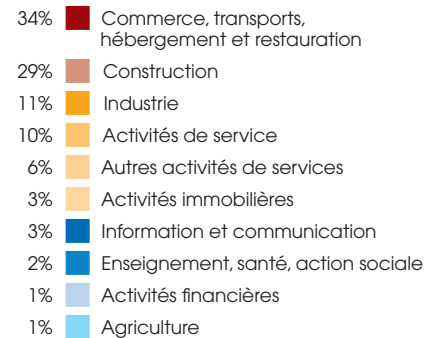 34% Commerce, transports,
hébergement et restauration
29% Construction
11% Industrie
10% Activités de service
6% Autres activités de services
3% Activités immobilières
3% Information et communication
2% Enseignement, santé, action sociale
1% Activités financières
1% Agriculture